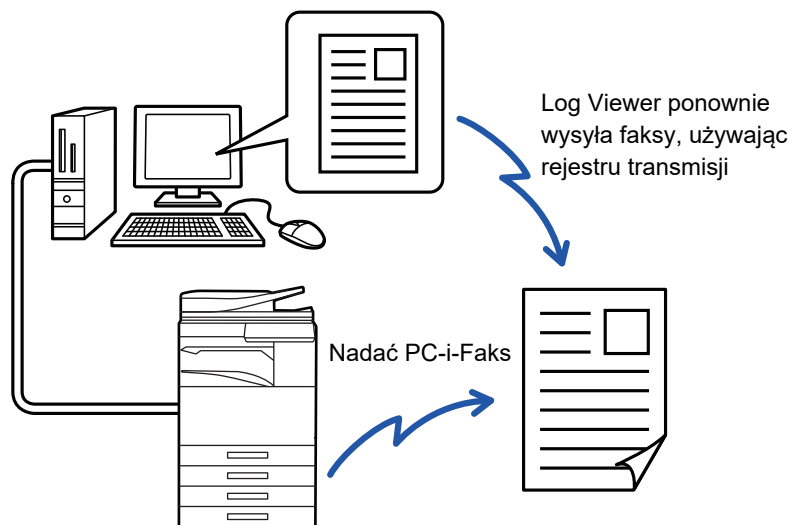 Log Viewer ponownie
wysyła faksy, używając
rejestru transmisji
Nadać PC-i-Faks